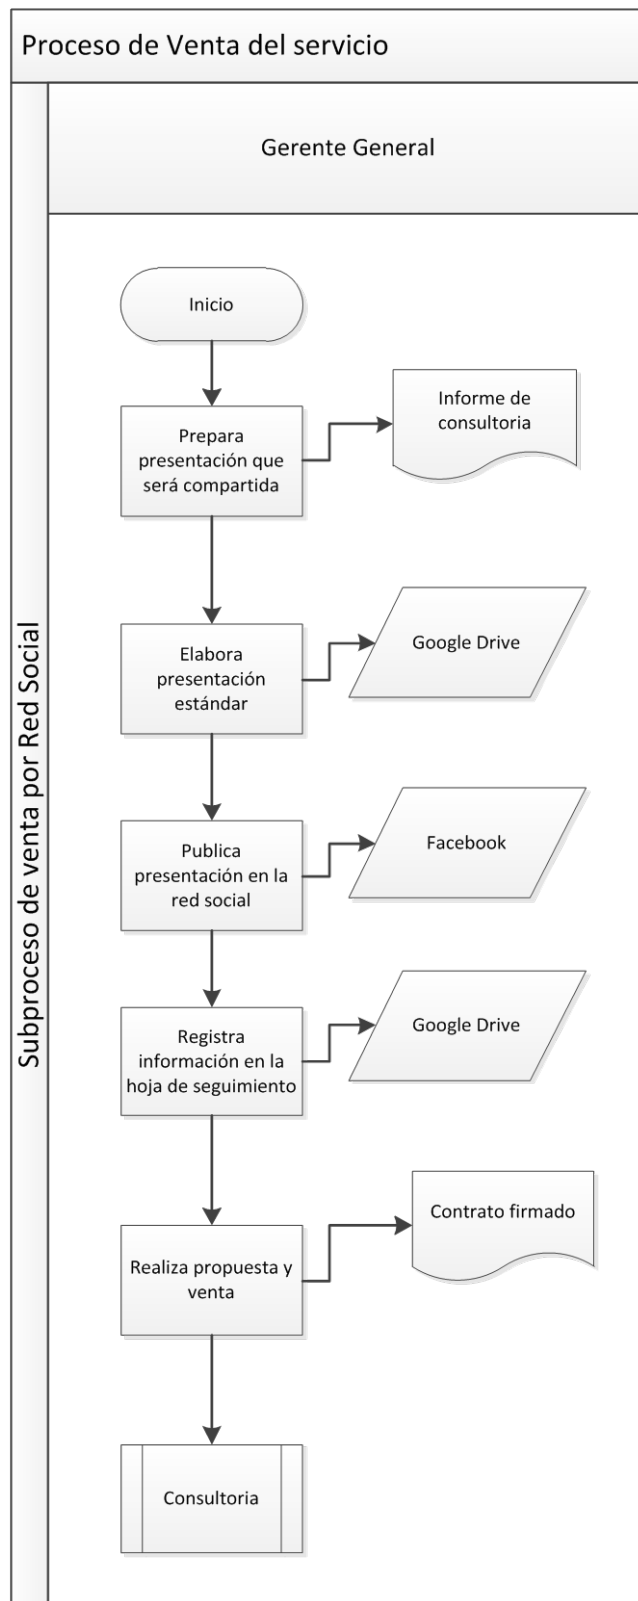 Proceso de Venta del servicio
Subproceso de venta por Red Social
Gerente General
Inicio
Prepara
presentación que
será compartida
Informe de
consultoria
Elabora
presentación
estándar
Google Drive
Publica
presentación en la
red social
Facebook
Registra
información en la
hoja de seguimiento
Google Drive
Realiza propuesta y
venta
Contrato firmado
Consultoria